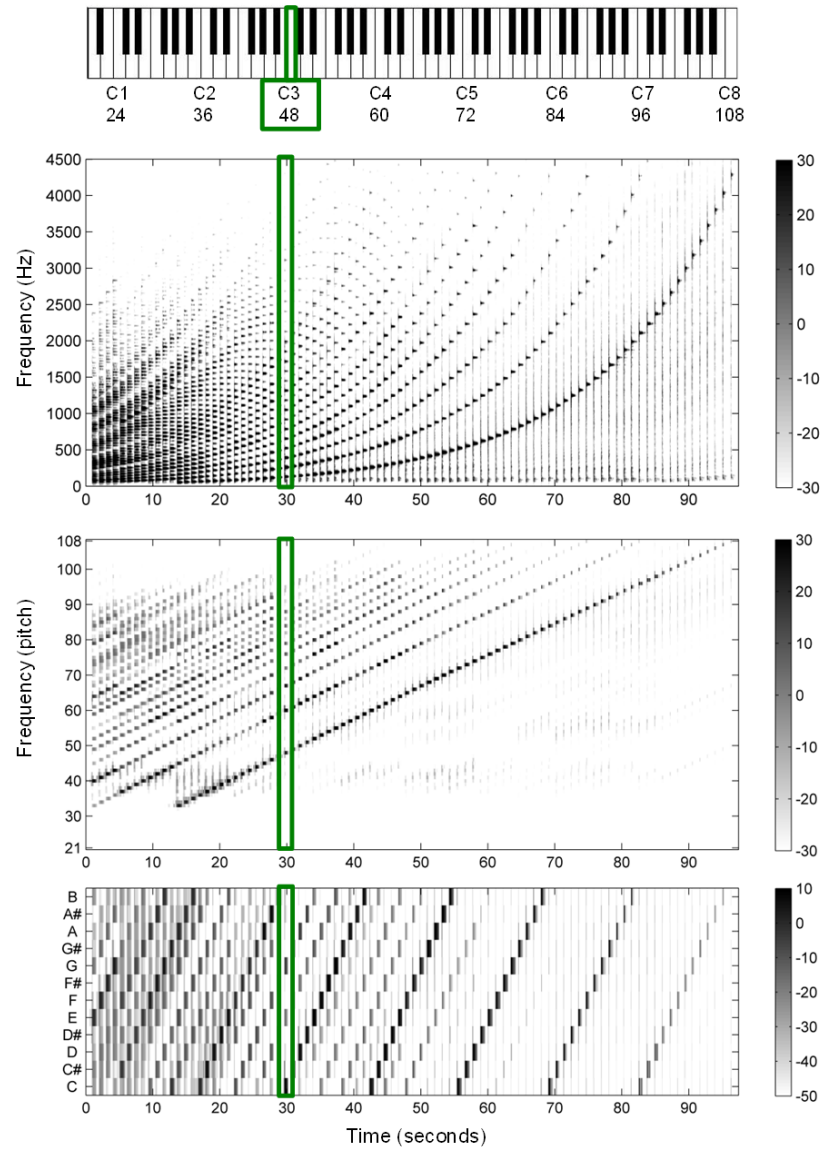 C1 C2 C3 C4 C5 C6 C7 C8
24 36 48 60 72 84 96 108
Frequency (Hz)
4500
4000
3500
3000
2500
2000
1500
1000
500
0
0 10 20 30 40 50 60 70 80 90
30
20
10
0
-10
-20
-30
Frequency (pitch)
108
100
90
80
70
60
50
40
30
21
0 10 20 30 40 50 60 70 80 90
30
20
10
0
-10
-20
-30
B
A#
A
G#
G
F#
F
E
D#
D
C#
C
0 10 20 30 40 50 60 70 80 90
10
0
-10
-20
-30
-40
-50
Time (seconds)